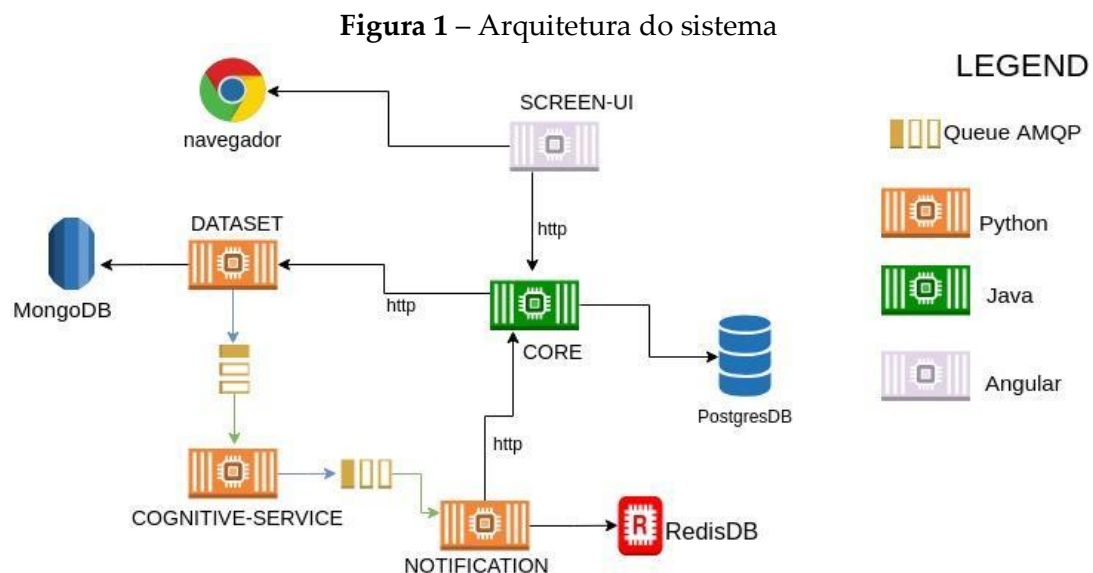 Figura 1 – Arquitetura do sistema
LEGEND
navegador
SCREEN-UI
Queue AMQP
http
DATASET
Python
MongoDB
http
Java
CORE
PostgresDB
Angular
http
COGNITIVE-SERVICE
R
RedisDB
NOTIFICATION